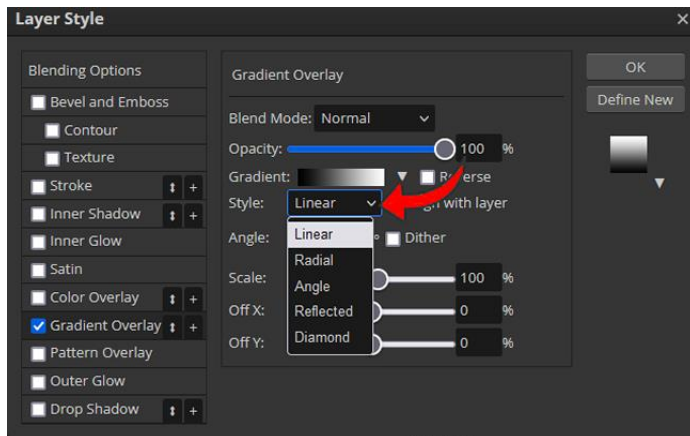 Layer Style
Blending Options
Bevel and Emboss
Contour
Texture
Stroke
+
Inner Shadow
+
Inner Glow
Satin
Color Overlay
+
Gradient Overlay
+
Pattern Overlay
Outer Glow
Drop Shadow
+
Gradient Overlay
Blend Mode: Normal
Opacity: 100 %
Gradient:
Style: Linear with layer
Linear
Radial
Angle
Reflected
Diamond
Angle: ° Dither
Scale: 100 %
Off X: 0 %
Off Y: 0 %
OK
Define New